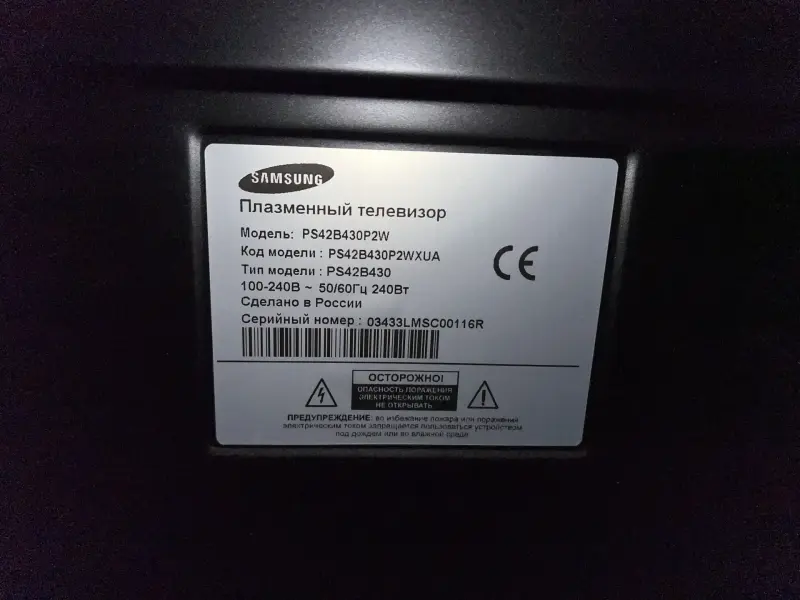 SAMSUNG
Плазменный телевизор
Модель: PS42B430P2W
Код модели : PS42B430P2WXUA
Тип модели : PS42B430
100-240В ~ 50/60Гц 240Вт
Сделано в России
Серийный номер : 03433LMSC00116R
CE
ОСТОРОЖНО!
ОПАСНОСТЬ ПОРАЖЕНИЯ
ЭЛЕКТРИЧЕСКИМ ТОКОМ
НЕ ОТКРЫВАТЬ
ПРЕДУПРЕЖДЕНИЕ: во избежание пожара или поражения
электрическим током запрещается пользоваться устройством
под дождем или во влажной среде